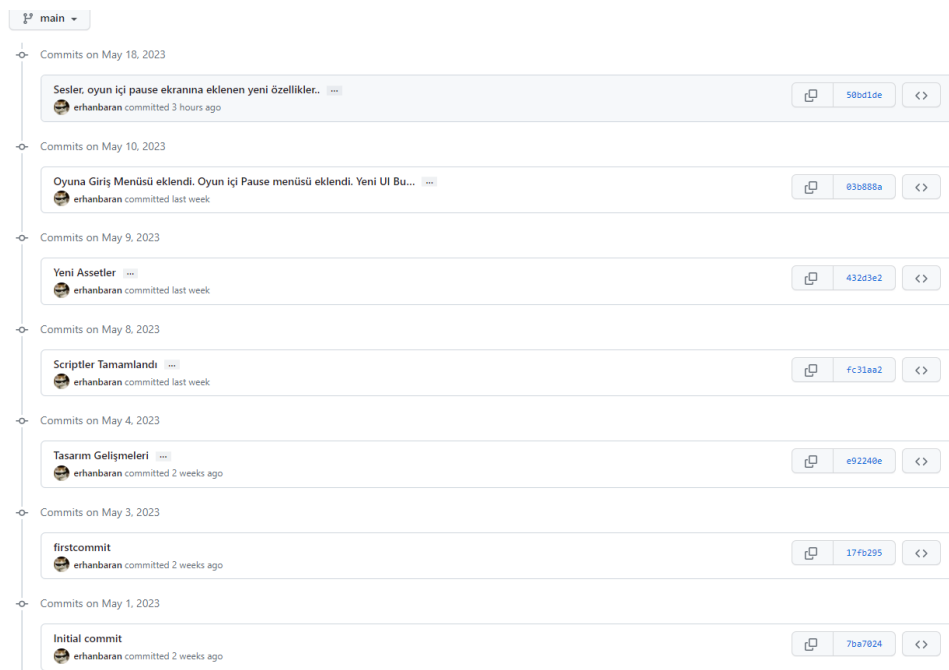 main
Commits on May 18, 2023
Sesler, oyun içi pause ekranına eklenen yeni özellikler.. ...
50bd1de
erhanbaran committed 3 hours ago
Commits on May 10, 2023
Oyuna Giriş Menüsü eklendi. Oyun içi Pause menüsü eklendi. Yeni UI Bu... ...
03b888a
erhanbaran committed last week
Commits on May 9, 2023
Yeni Assetler ...
432d3e2
erhanbaran committed last week
Commits on May 8, 2023
Scriptler Tamamlandı ...
fc31aa2
erhanbaran committed last week
Commits on May 4, 2023
Tasarım Gelişmeleri ...
e92240e
erhanbaran committed 2 weeks ago
Commits on May 3, 2023
firstcommit
17fb295
erhanbaran committed 2 weeks ago
Commits on May 1, 2023
Initial commit
7ba7024
erhanbaran committed 2 weeks ago